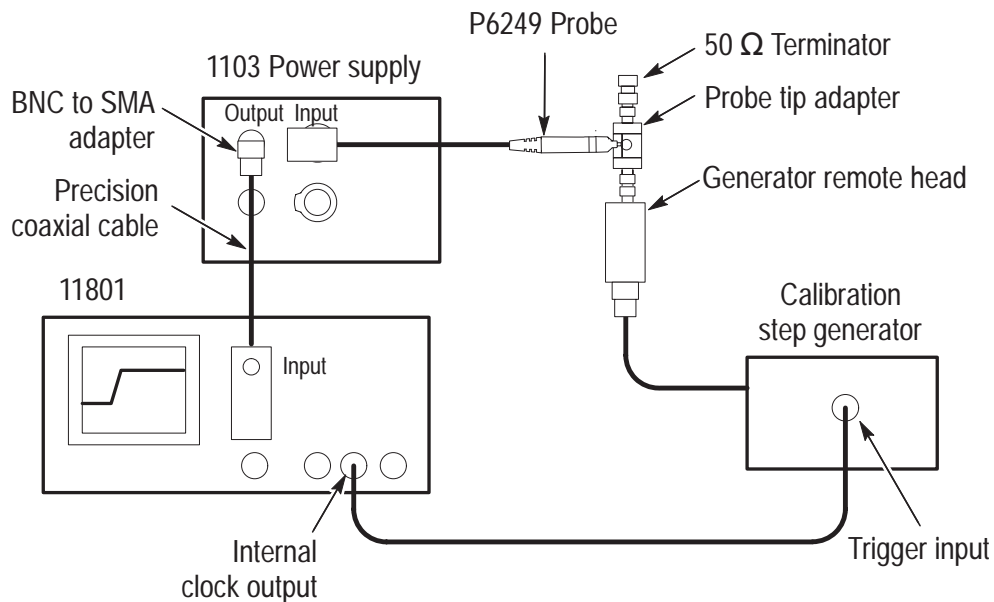 P6249 Probe
50 Ω Terminator
1103 Power supply
Probe tip adapter
BNC to SMA
adapter
Output
Input
Generator remote head
Precision
coaxial cable
11801
Calibration
step generator
Input
Internal
clock output
Trigger input